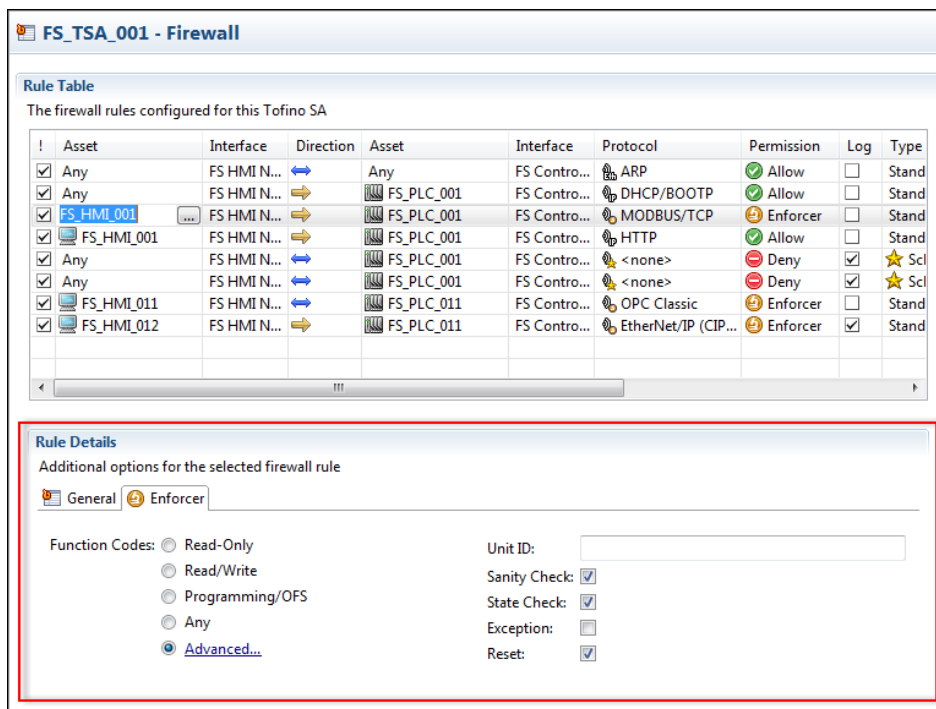 FS_TSA_001 - Firewall
Rule Table
The firewall rules configured for this Tofino SA
! Asset Interface Direction Asset Interface Protocol Permission Log Type
Any FS HMI N... Any FS Contro... ARP Allow Stand
Any FS HMI N... FS_PLC_001 FS Contro... DHCP/BOOTP Allow Stand
FS_HMI_001 ... FS HMI N... FS_PLC_001 FS Contro... MODBUS/TCP Enforcer Stand
FS_HMI_001 FS HMI N... FS_PLC_001 FS Contro... HTTP Allow Stand
Any FS HMI N... FS_PLC_001 FS Contro... <none> Deny Scl
Any FS HMI N... FS_PLC_001 FS Contro... <none> Deny Scl
FS_HMI_011 FS HMI N... FS_PLC_011 FS Contro... OPC Classic Enforcer Stand
FS_HMI_012 FS HMI N... FS_PLC_011 FS Contro... EtherNet/IP (CIP... Enforcer Stand
Rule Details
Additional options for the selected firewall rule
General Enforcer
Function Codes: Read-Only Unit ID:
Read/Write Sanity Check:
Programming/OFS State Check:
Any Exception:
Advanced... Reset: